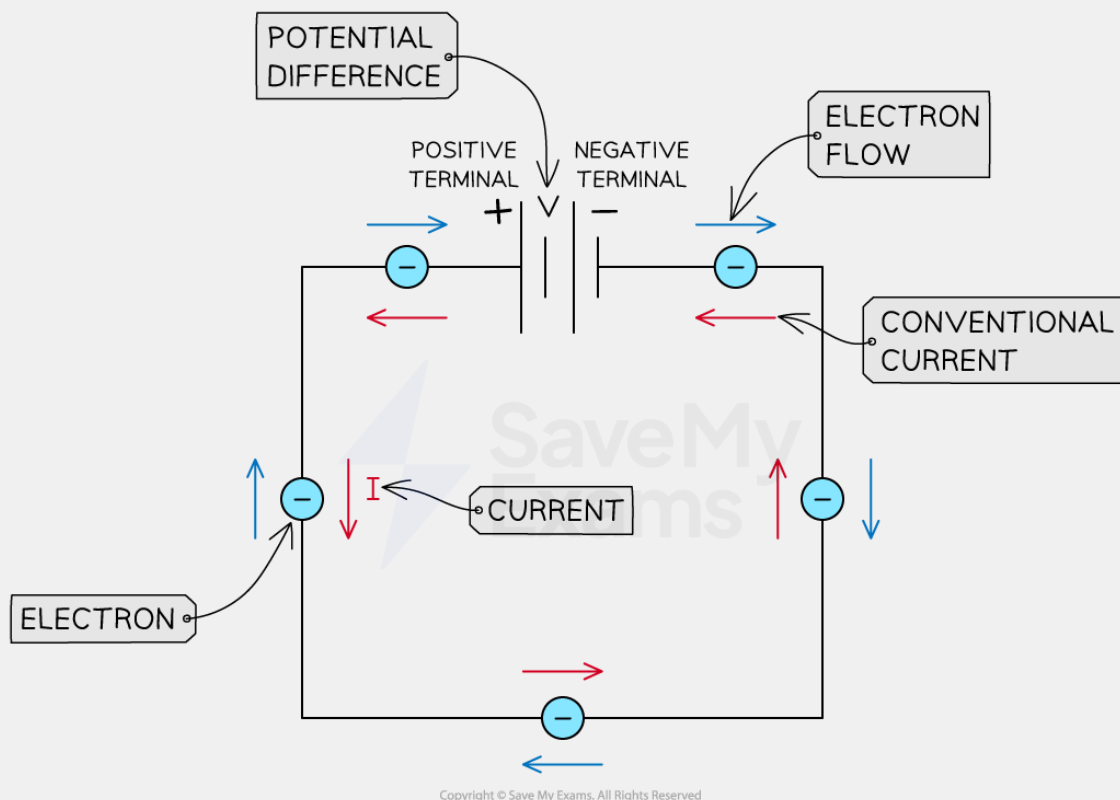 POTENTIAL
DIFFERENCE
ELECTRON
FLOW
POSITIVE
TERMINAL
NEGATIVE
TERMINAL
+
V
−
−
−
CONVENTIONAL
CURRENT
SaveMy
Exams
−
I
CURRENT
−
ELECTRON
−
Copyright © Save My Exams. All Rights Reserved